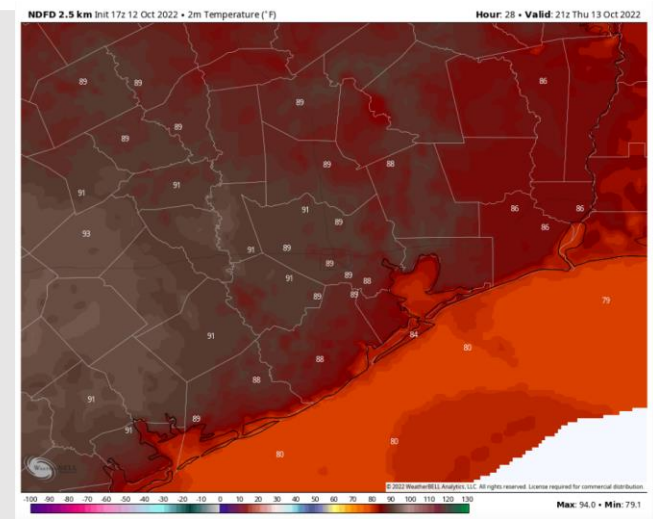 NDFD 2.5 km Init 17z 12 Oct 2022 • 2m Temperature (°F) Hour: 28 • Valid: 21z Thu 13 Oct 2022
89 89 86
89
89 89
89 88
91 91
91 86 86
93 89 86
91 89
89
91 89 88
89 89 79
91 84
80
88
88
91
89
91
80
80
WeatherBELL
© 2022 WeatherBELL Analytics, LLC. All rights reserved. License required for commercial distribution.
-100 -90 -80 -70 -60 -50 -40 -30 -20 -10 0 10 20 30 40 50 60 70 80 90 100 110 120 130 Max: 94.0 • Min: 79.1